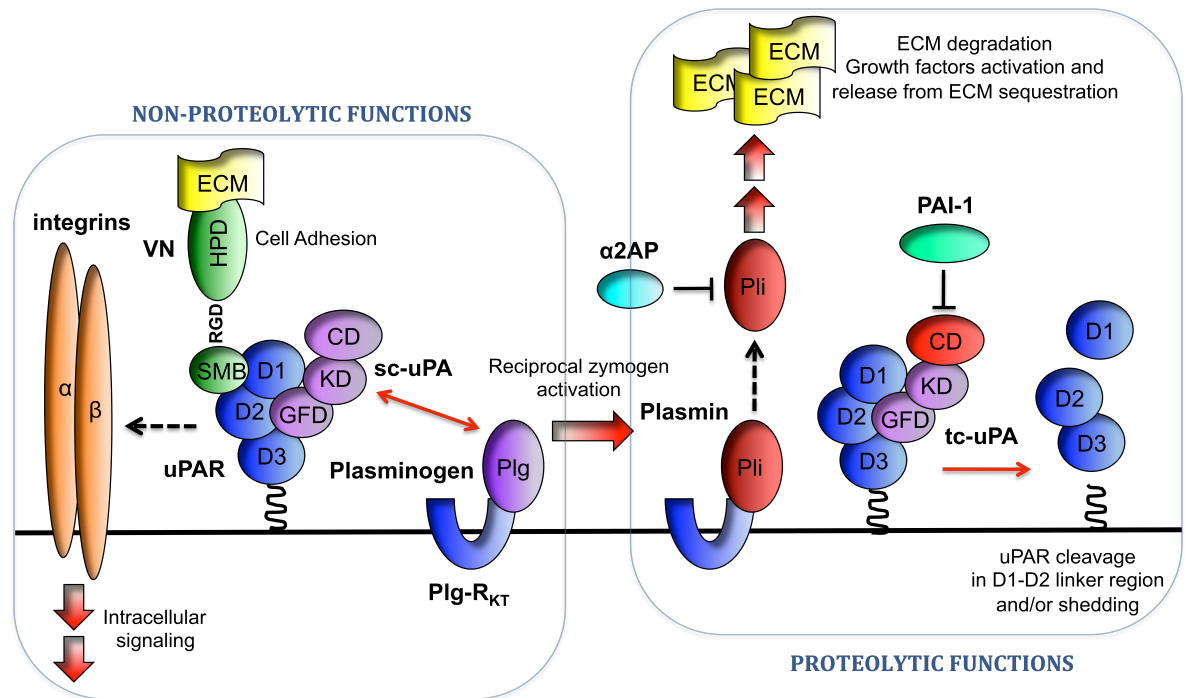 NON-PROTEOLYTIC FUNCTIONS
ECM
HPD
VN
Cell Adhesion
integrins
RGD
SMB
D1
D2
D3
CD
KD
GFD
sc-uPA
uPAR
α
β
Plasminogen
Plg
Plg-RKT
Intracellular
signaling
Reciprocal zymogen
activation
ECM
ECM
ECM
ECM degradation
Growth factors activation and
release from ECM sequestration
α2AP
Pli
PAI-1
Plasmin
Pli
CD
KD
GFD
D1
D2
D3
tc-uPA
D1
D2
D3
uPAR cleavage
in D1-D2 linker region
and/or shedding
PROTEOLYTIC FUNCTIONS